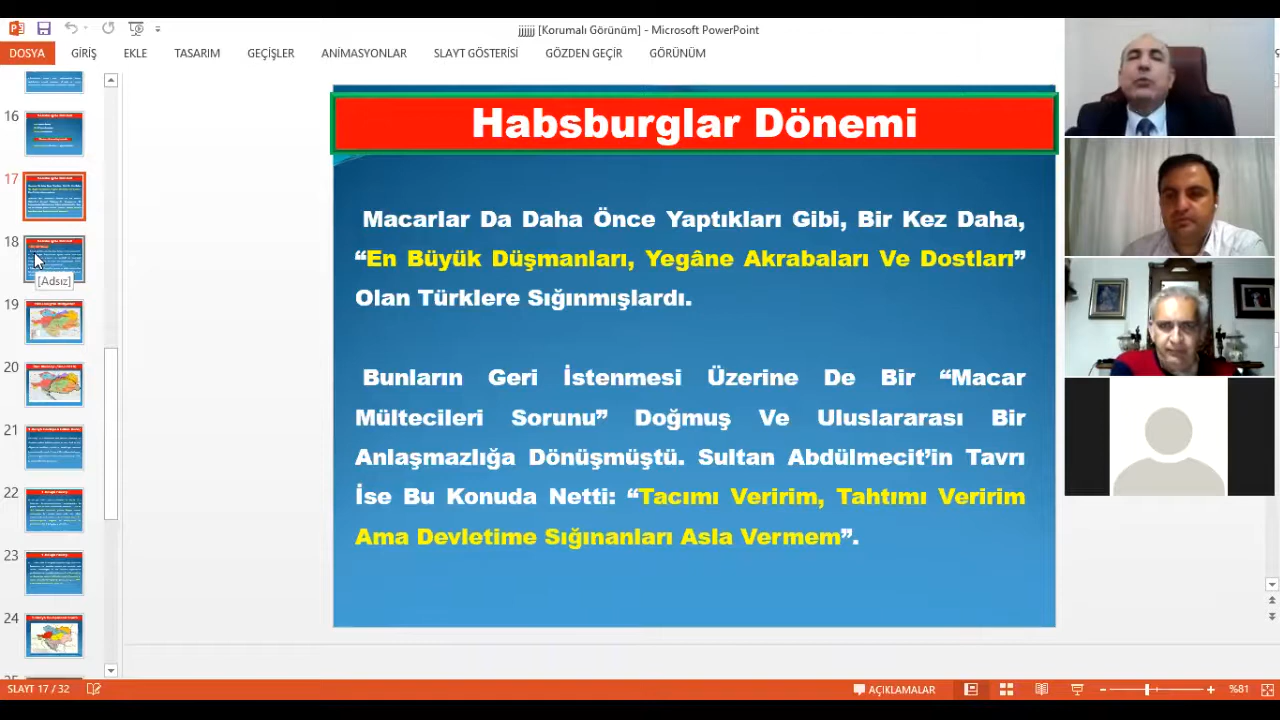 jjjjjj [Korumalı Görünüm] - Microsoft PowerPoint
DOSYA GİRİŞ EKLE TASARIM GEÇİŞLER ANİMASYONLAR SLAYT GÖSTERİSİ GÖZDEN GEÇİR GÖRÜNÜM
16
17
18
[Adsız]
19
20
21
22
23
24
Habsburglar Dönemi
Macarlar Da Daha Önce Yaptıkları Gibi, Bir Kez Daha,
“En Büyük Düşmanları, Yegâne Akrabaları Ve Dostları”
Olan Türklere Sığınmışlardı.
Bunların Geri İstenmesi Üzerine De Bir “Macar
Mültecileri Sorunu” Doğmuş Ve Uluslararası Bir
Anlaşmazlığa Dönüşmüştü. Sultan Abdülmecit’in Tavrı
İse Bu Konuda Netti: “Tacımı Veririm, Tahtımı Veririm
Ama Devletime Sığınanları Asla Vermem”.
SLAYT 17 / 32
AÇIKLAMALAR
%81